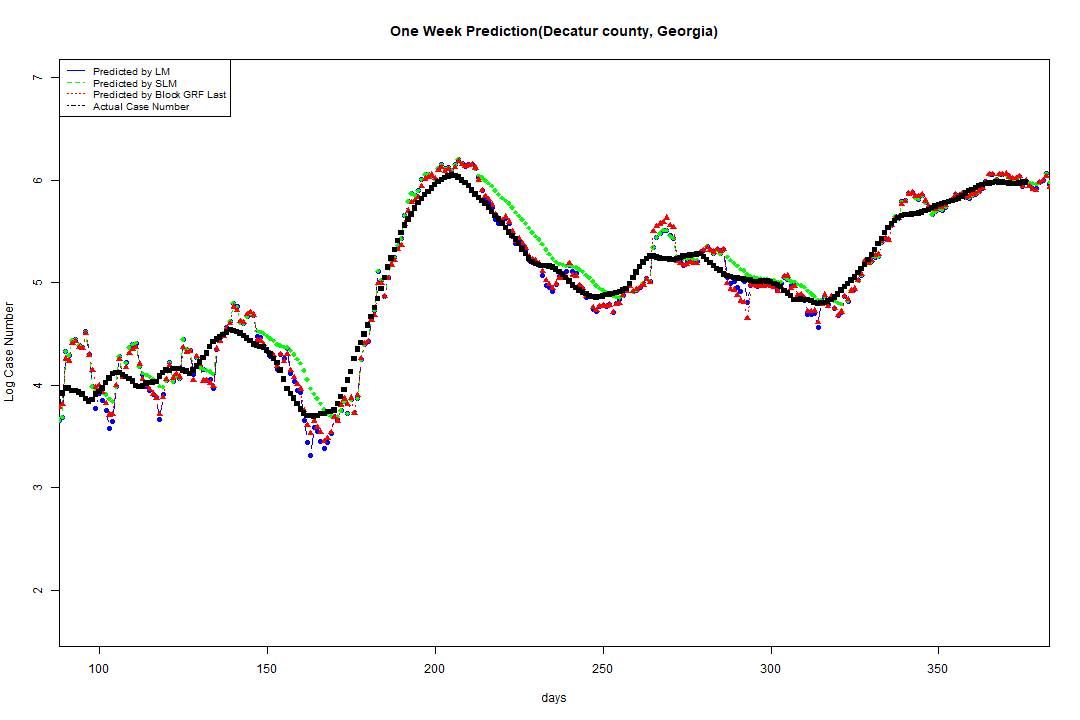 One Week Prediction(Decatur county, Georgia)
Predicted by LM
Predicted by SLM
Predicted by Block GRF Last
Actual Case Number
7
6
5
4
3
2
Log Case Number
100 150 200 250 300 350
days